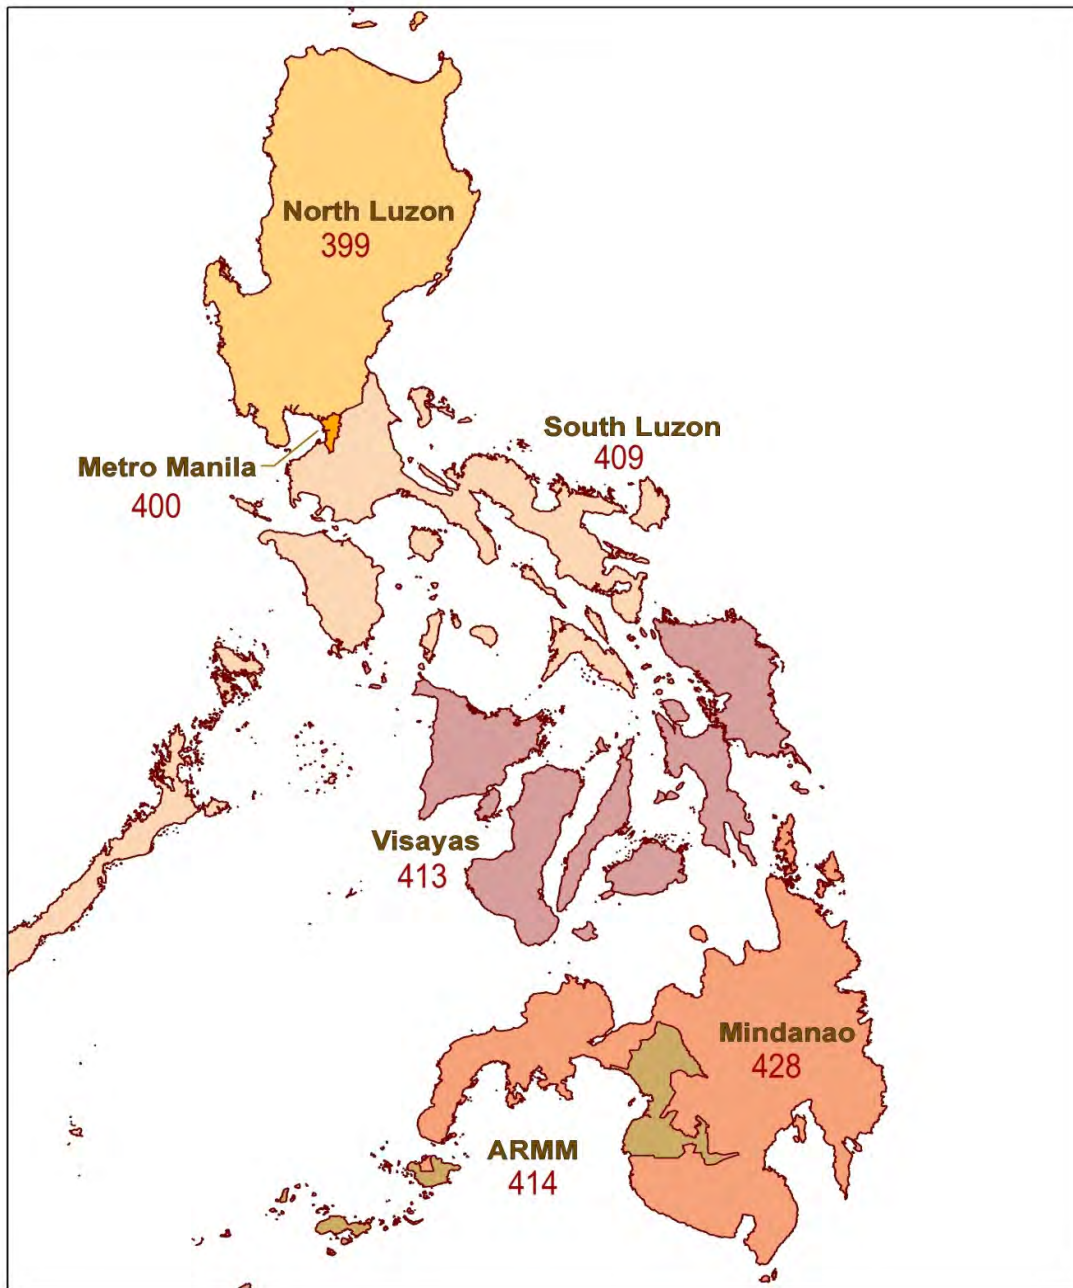 North Luzon
399
South Luzon
409
Metro Manila
400
Visayas
413
Mindanao
428
ARMM
414